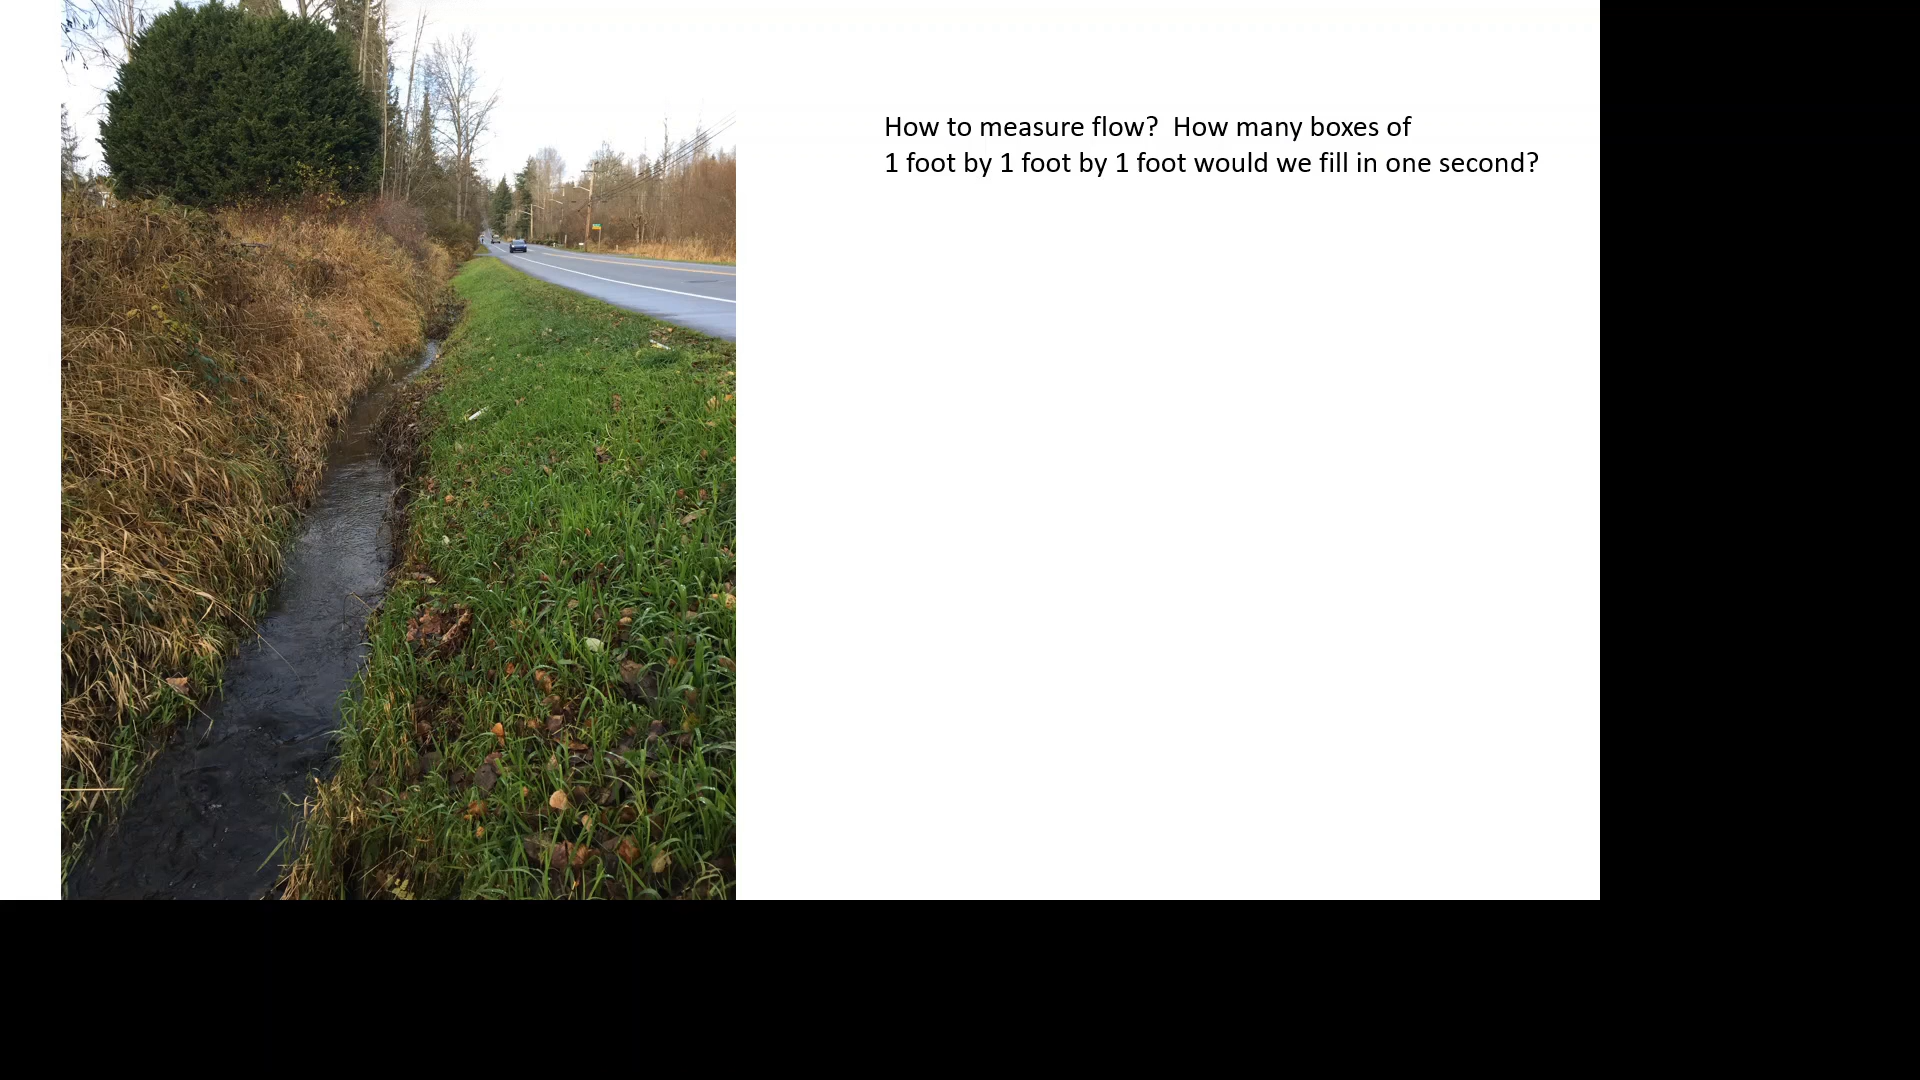 How to measure flow?  How many boxes of
1 foot by 1 foot by 1 foot would we fill in one second?